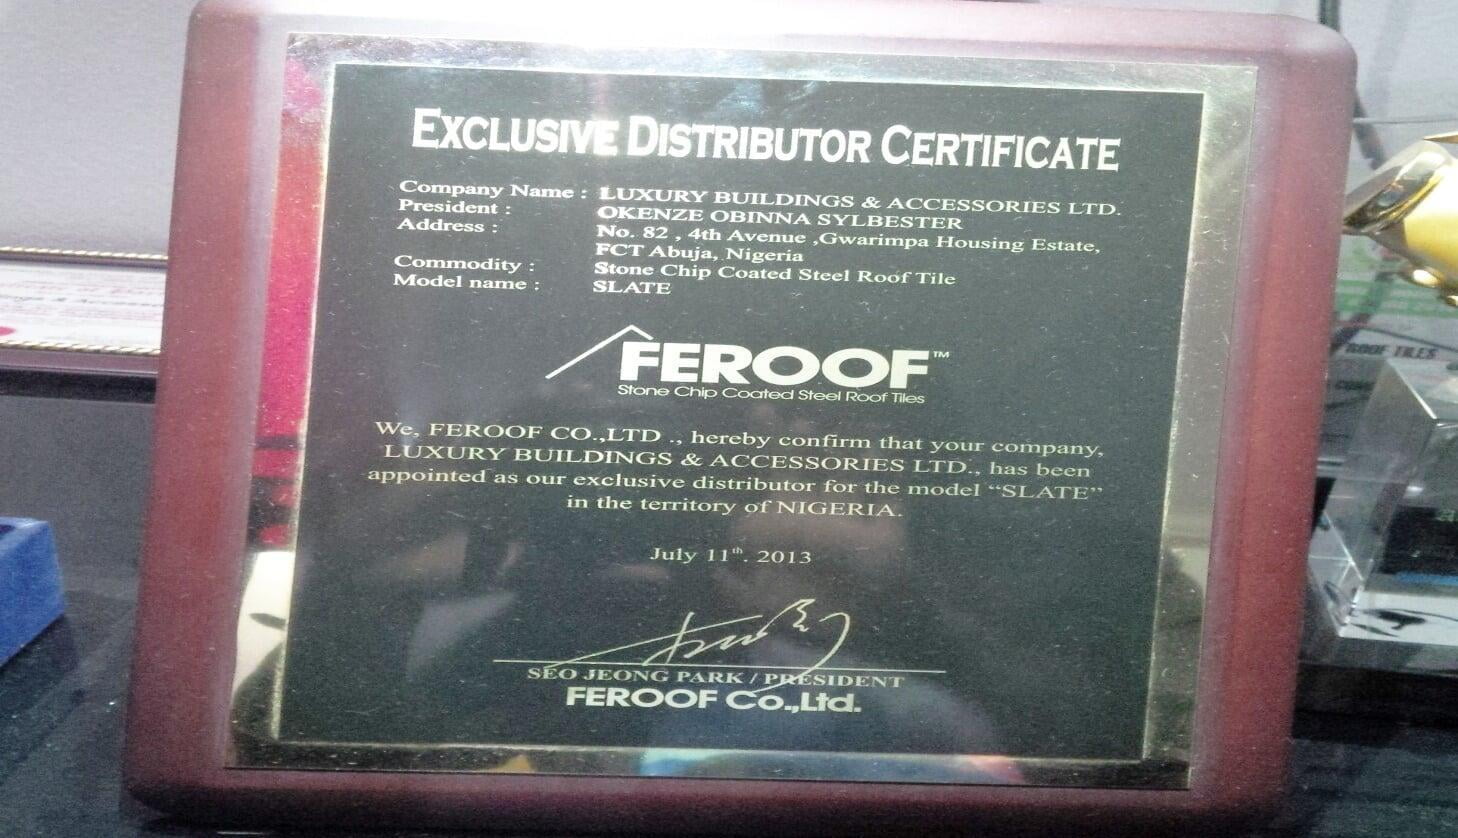 EXCLUSIVE DISTRIBUTOR CERTIFICATE
Company Name : LUXURY BUILDINGS & ACCESSORIES LTD.
President : OKENZE OBINNA SYLBESTER
Address : No. 82 , 4th Avenue ,Gwarimpa Housing Estate,
FCT Abuja, Nigeria
Commodity : Stone Chip Coated Steel Roof Tile
Model name : SLATE
FEROOF™
Stone Chip Coated Steel Roof Tiles
We, FEROOF CO.,LTD ., hereby confirm that your company,
LUXURY BUILDINGS & ACCESSORIES LTD., has been
appointed as our exclusive distributor for the model “SLATE”
in the territory of NIGERIA.
July 11th. 2013
SEO JEONG PARK / PRESIDENT
FEROOF Co.,Ltd.
ROOF TILES